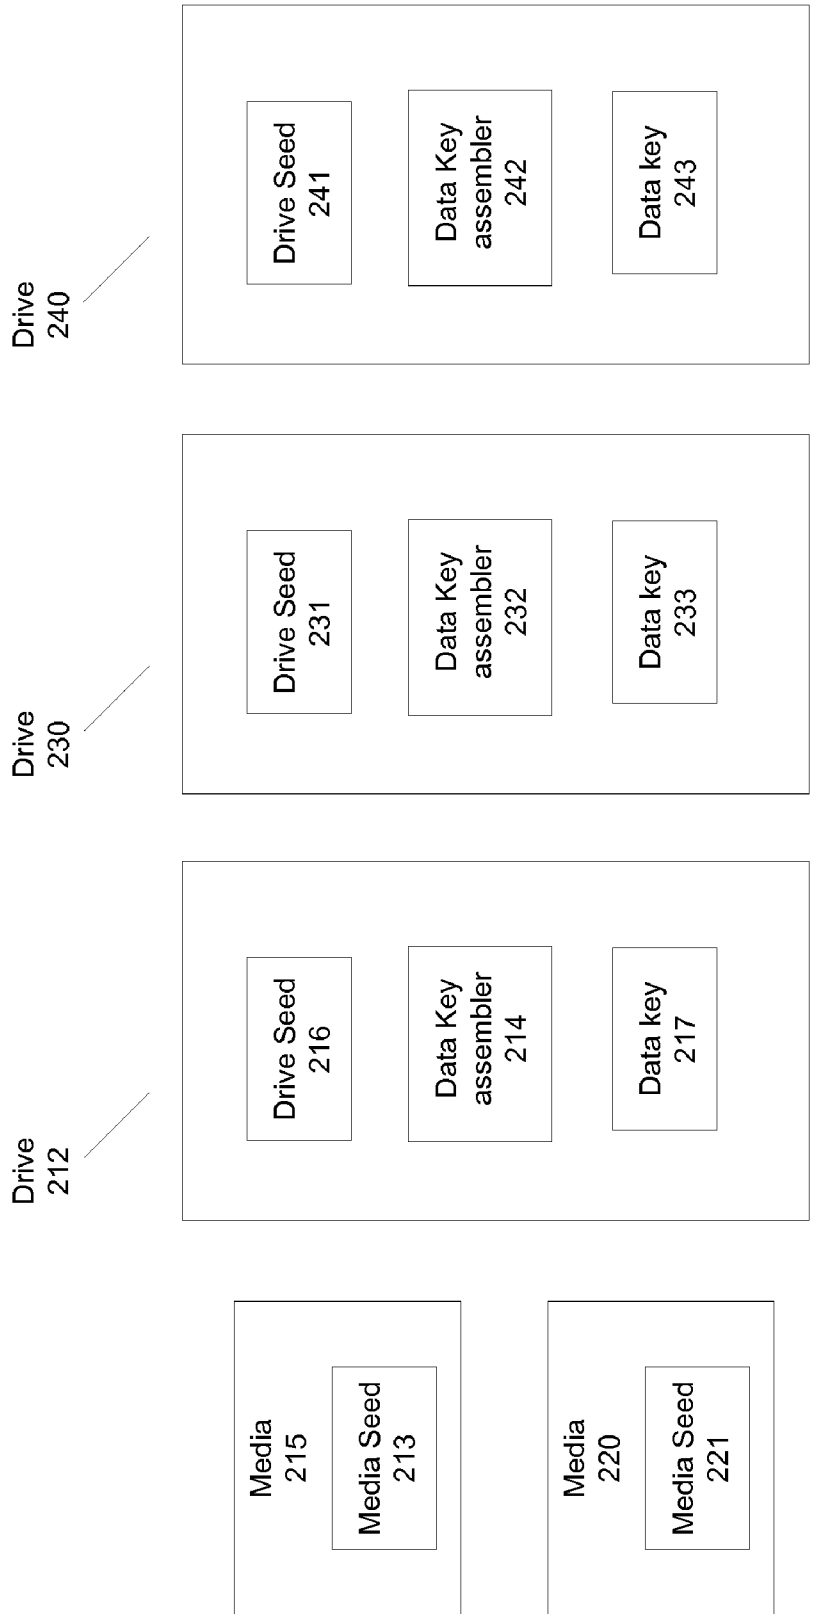 Media
215
Media Seed
213
Media
220
Media Seed
221
Drive
212
Drive Seed
216
Data Key
assembler
214
Data key
217
Drive
230
Drive Seed
231
Data Key
assembler
232
Data key
233
Drive
240
Drive Seed
241
Data Key
assembler
242
Data key
243